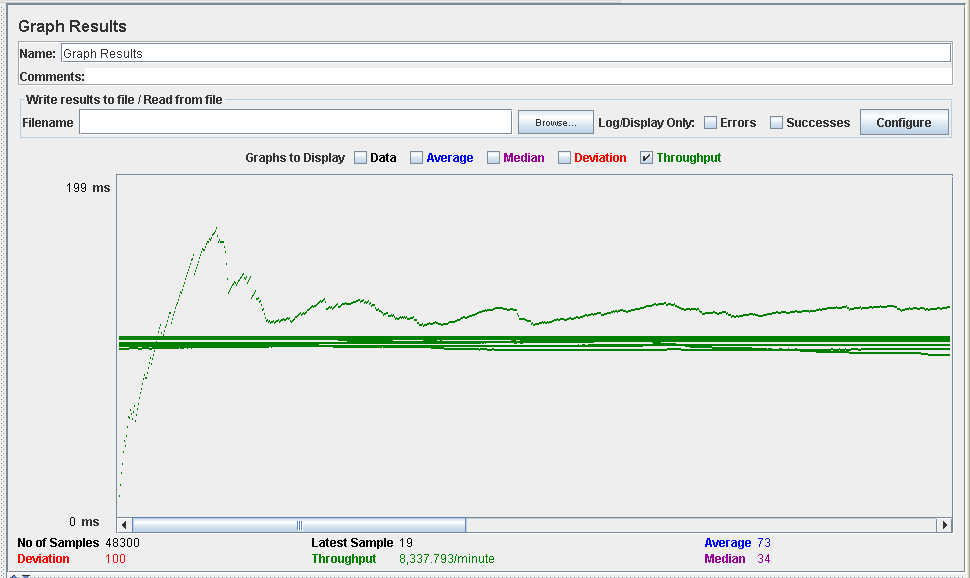 Graph Results
Name: Graph Results
Comments:
Write results to file / Read from file
Filename Browse... Log/Display Only: Errors Successes Configure
Graphs to Display Data Average Median Deviation Throughput
199 ms
0 ms
No of Samples 48300 Latest Sample 19 Average 73
Deviation 100 Throughput 8,337.793/minute Median 34